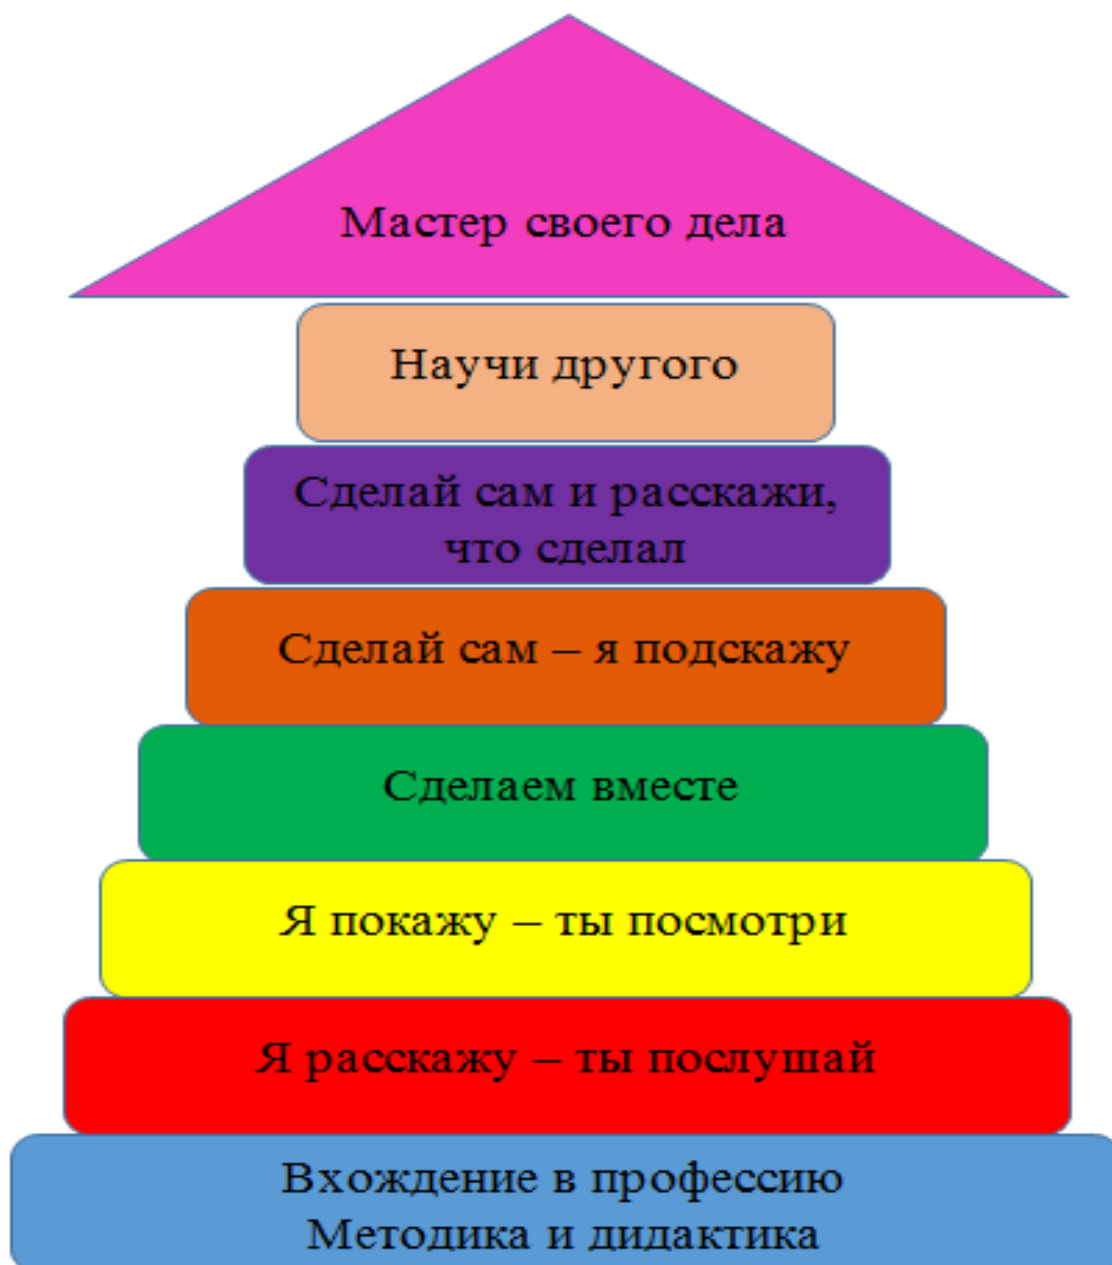 Мастер своего дела
Научи другого
Сделай сам и расскажи,
что сделал
Сделай сам – я подскажу
Сделаем вместе
Я покажу – ты посмотри
Я расскажу – ты послушай
Вхождение в профессию
Методика и дидактика